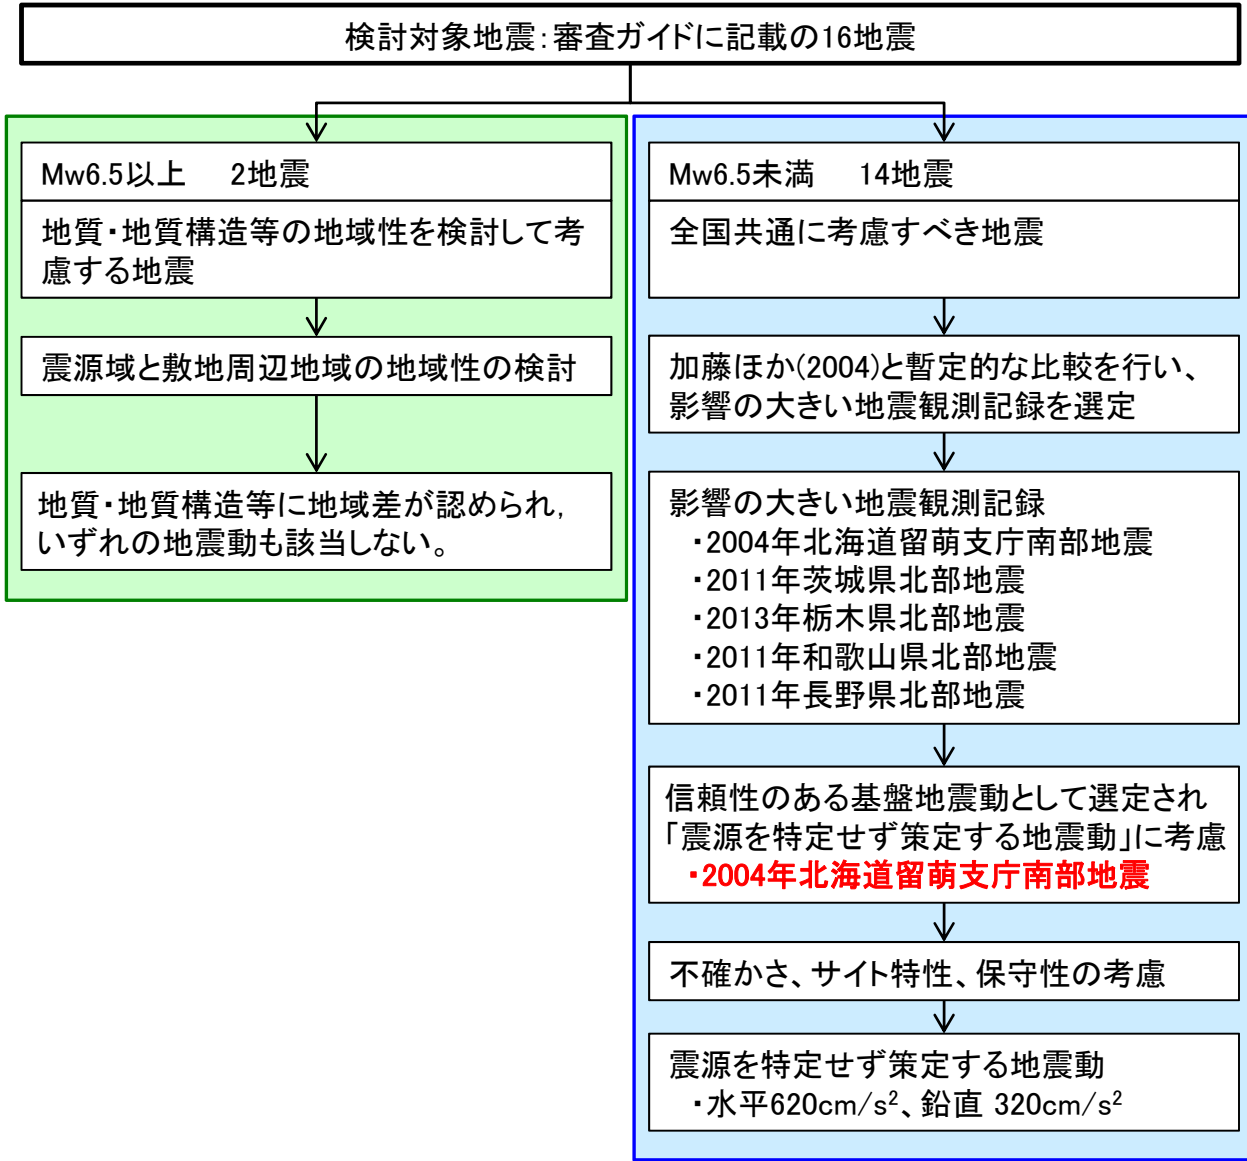 検討対象地震：審査ガイドに記載の16地震
Mw6.5以上　2地震
地質・地質構造等の地域性を検討して考
慮する地震
震源域と敷地周辺地域の地域性の検討
地質・地質構造等に地域差が認められ，
いずれの地震動も該当しない。
Mw6.5未満　14地震
全国共通に考慮すべき地震
加藤ほか(2004)と暫定的な比較を行い、
影響の大きい地震観測記録を選定
影響の大きい地震観測記録
・2004年北海道留萌支庁南部地震
・2011年茨城県北部地震
・2013年栃木県北部地震
・2011年和歌山県北部地震
・2011年長野県北部地震
信頼性のある基盤地震動として選定され
「震源を特定せず策定する地震動」に考慮
・2004年北海道留萌支庁南部地震
不確かさ、サイト特性、保守性の考慮
震源を特定せず策定する地震動
・水平620cm/s²、鉛直 320cm/s²